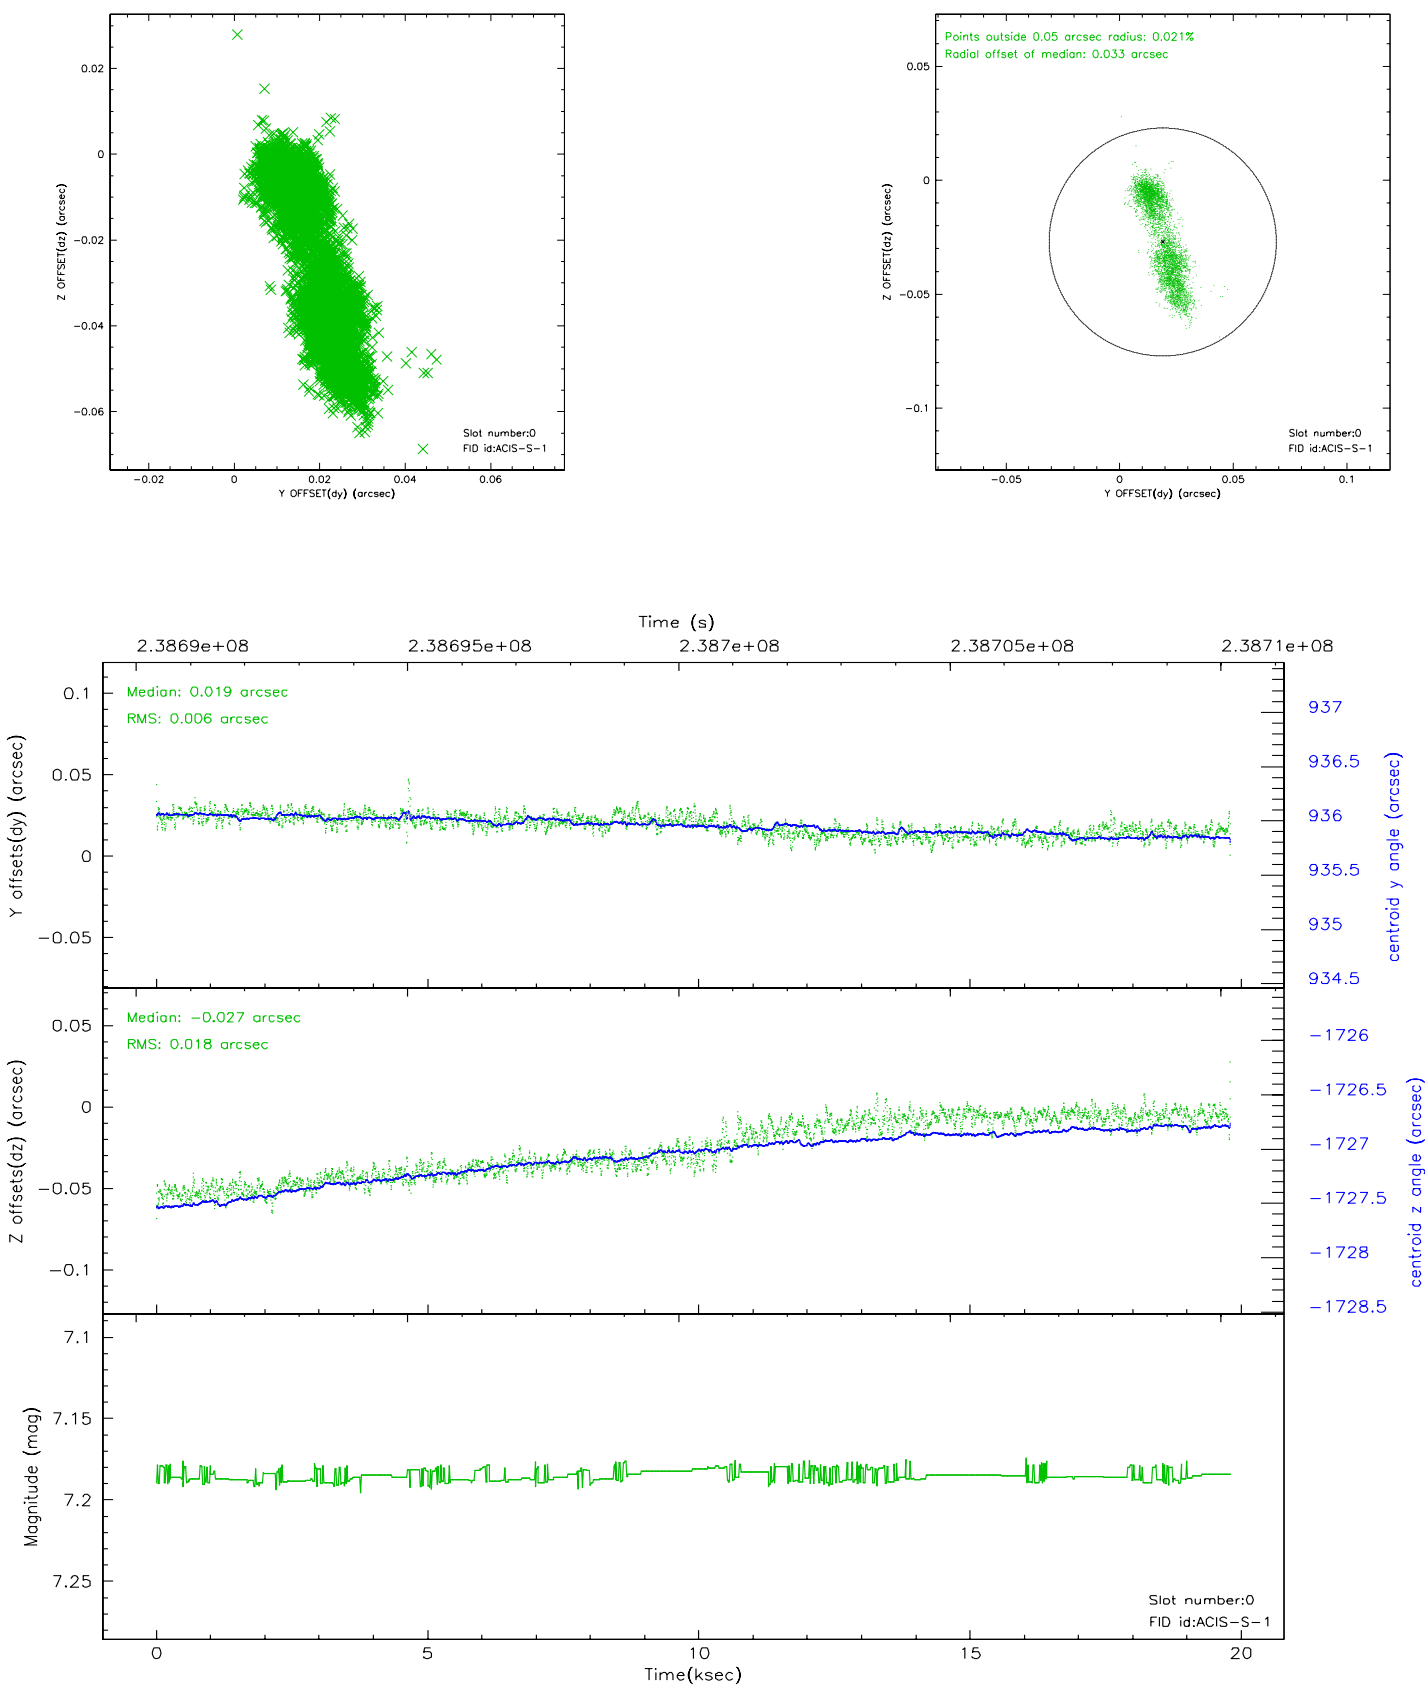 0.02
0
−0.02
−0.04
−0.06
Z OFFSET(dz) (arcsec)
Slot number:0
FID id:ACIS−S−1
−0.02 0 0.02 0.04 0.06
Y OFFSET(dy) (arcsec)
Points outside 0.05 arcsec radius: 0.021%
Radial offset of median: 0.033 arcsec
0.05
0
−0.05
−0.1
Z OFFSET(dz) (arcsec)
Slot number:0
FID id:ACIS−S−1
−0.05 0 0.05 0.1
Y OFFSET(dy) (arcsec)
Time (s)
2.3869e+08 2.38695e+08 2.387e+08 2.38705e+08 2.3871e+08
Median: 0.019 arcsec
RMS: 0.006 arcsec
0.1
0.05
0
−0.05
Y offsets(dy) (arcsec)
937
936.5
936
935.5
935
934.5
centroid y angle (arcsec)
Median: −0.027 arcsec
RMS: 0.018 arcsec
0.05
0
−0.05
−0.1
Z offsets(dz) (arcsec)
−1726
−1726.5
−1727
−1727.5
−1728
−1728.5
centroid z angle (arcsec)
7.1
7.15
7.2
7.25
Magnitude (mag)
Slot number:0
FID id:ACIS−S−1
0 5 10 15 20
Time(ksec)